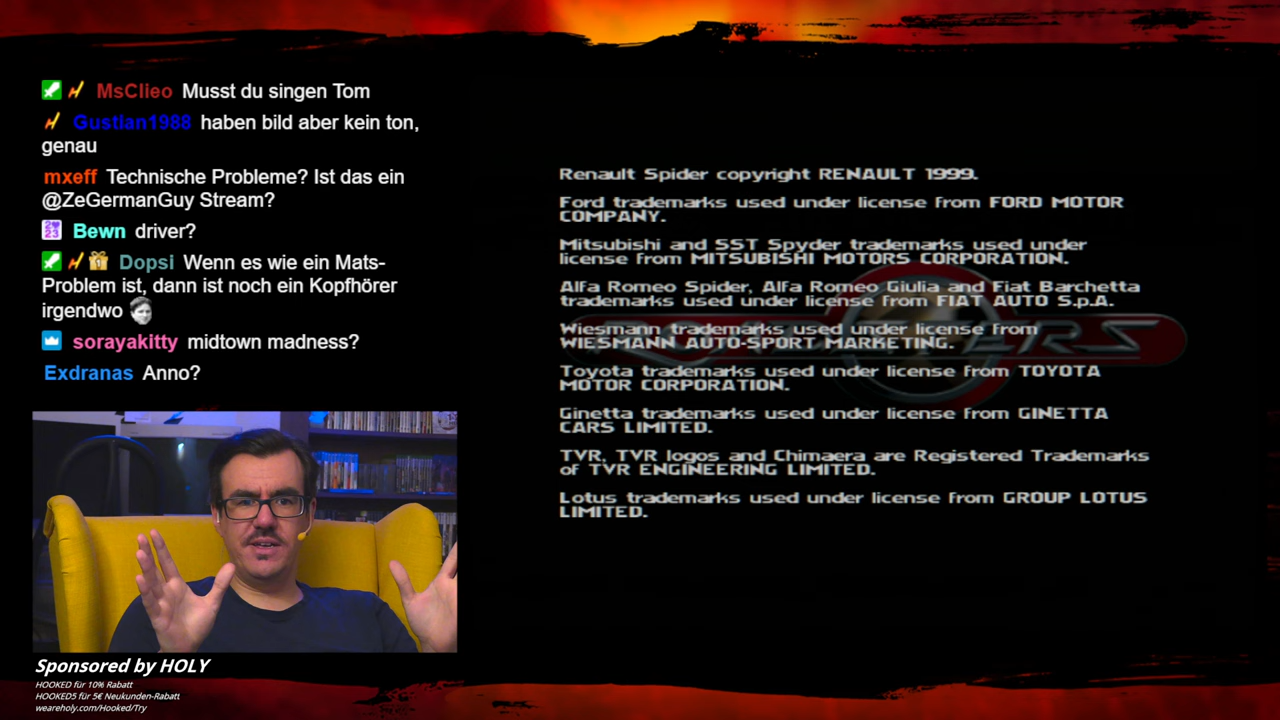 MsClieo Musst du singen Tom
Gustlan1988 haben bild aber kein ton,
genau
mxeff Technische Probleme? Ist das ein
@ZeGermanGuy Stream?
Bewn driver?
Dopsi Wenn es wie ein Mats-
Problem ist, dann ist noch ein Kopfhörer
irgendwo
sorayakitty midtown madness?
Exdranas Anno?
Sponsored by HOLY
HOOKED für 10% Rabatt
HOOKED5 für 5€ Neukunden-Rabatt
weareholy.com/Hooked/Try
Renault Spider copyright RENAULT 1999.
Ford trademarks used under license from FORD MOTOR
COMPANY.
Mitsubishi and SST Spyder trademarks used under
license from MITSUBISHI MOTORS CORPORATION.
Alfa Romeo Spider, Alfa Romeo Giulia and Fiat Barchetta
trademarks used under license from FIAT AUTO S.p.A.
Wiesmann trademarks used under license from
WIESMANN AUTO-SPORT MARKETING.
Toyota trademarks used under license from TOYOTA
MOTOR CORPORATION.
Ginetta trademarks used under license from GINETTA
CARS LIMITED.
TVR, TVR logos and Chimaera are Registered Trademarks
of TVR ENGINEERING LIMITED.
Lotus trademarks used under license from GROUP LOTUS
LIMITED.